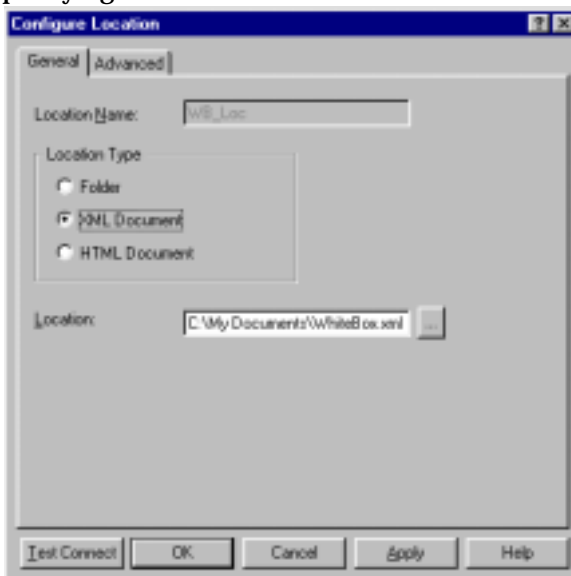 Configure Location
General Advanced
Location Name: WB_Loc
Location Type
Folder
XML Document
HTML Document
Location: C:\My Documents\WhiteBox.xml ...
Test Connect OK Cancel Apply Help